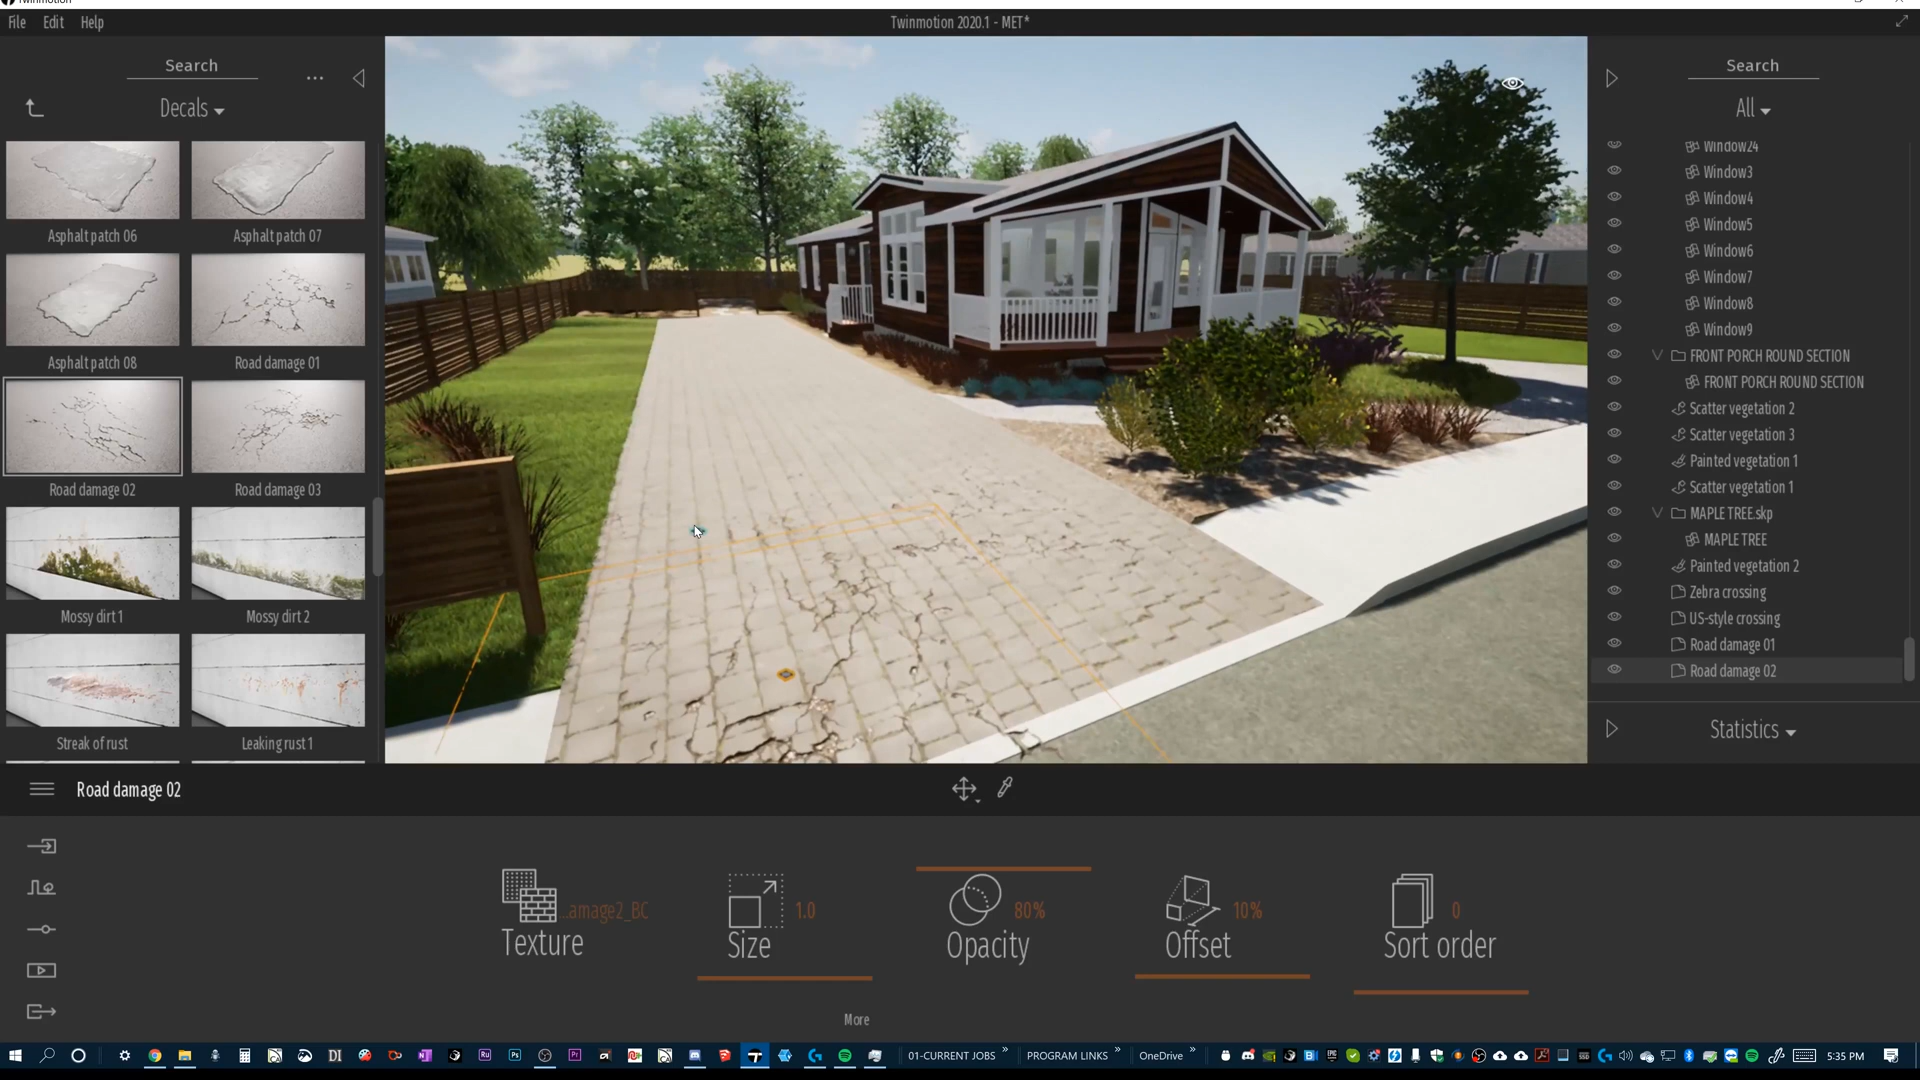 Twinmotion
File Edit Help
Twinmotion 2020.1 - MET*
Search
Decals
Asphalt patch 06
Asphalt patch 07
Asphalt patch 08
Road damage 01
Road damage 02
Road damage 03
Mossy dirt 1
Mossy dirt 2
Streak of rust
Leaking rust 1
Search
All
Window24
Window3
Window4
Window5
Window6
Window7
Window8
Window9
FRONT PORCH ROUND SECTION
FRONT PORCH ROUND SECTION
Scatter vegetation 2
Scatter vegetation 3
Painted vegetation 1
Scatter vegetation 1
MAPLE TREE.skp
MAPLE TREE
Painted vegetation 2
Zebra crossing
US-style crossing
Road damage 01
Road damage 02
Statistics
Road damage 02
...amage2_BC
Texture
1.0
Size
80%
Opacity
10%
Offset
0
Sort order
More
01-CURRENT JOBS
PROGRAM LINKS
OneDrive
5:35 PM